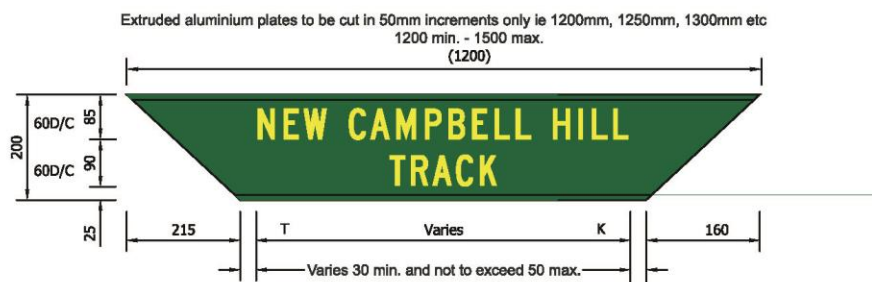 Extruded aluminium plates to be cut in 50mm increments only ie 1200mm, 1250mm, 1300mm etc
1200 min. - 1500 max.
(1200)
200
60D/C
85
60D/C
90
25
NEW CAMPBELL HILL
TRACK
215
T
Varies
K
160
Varies 30 min. and not to exceed 50 max.